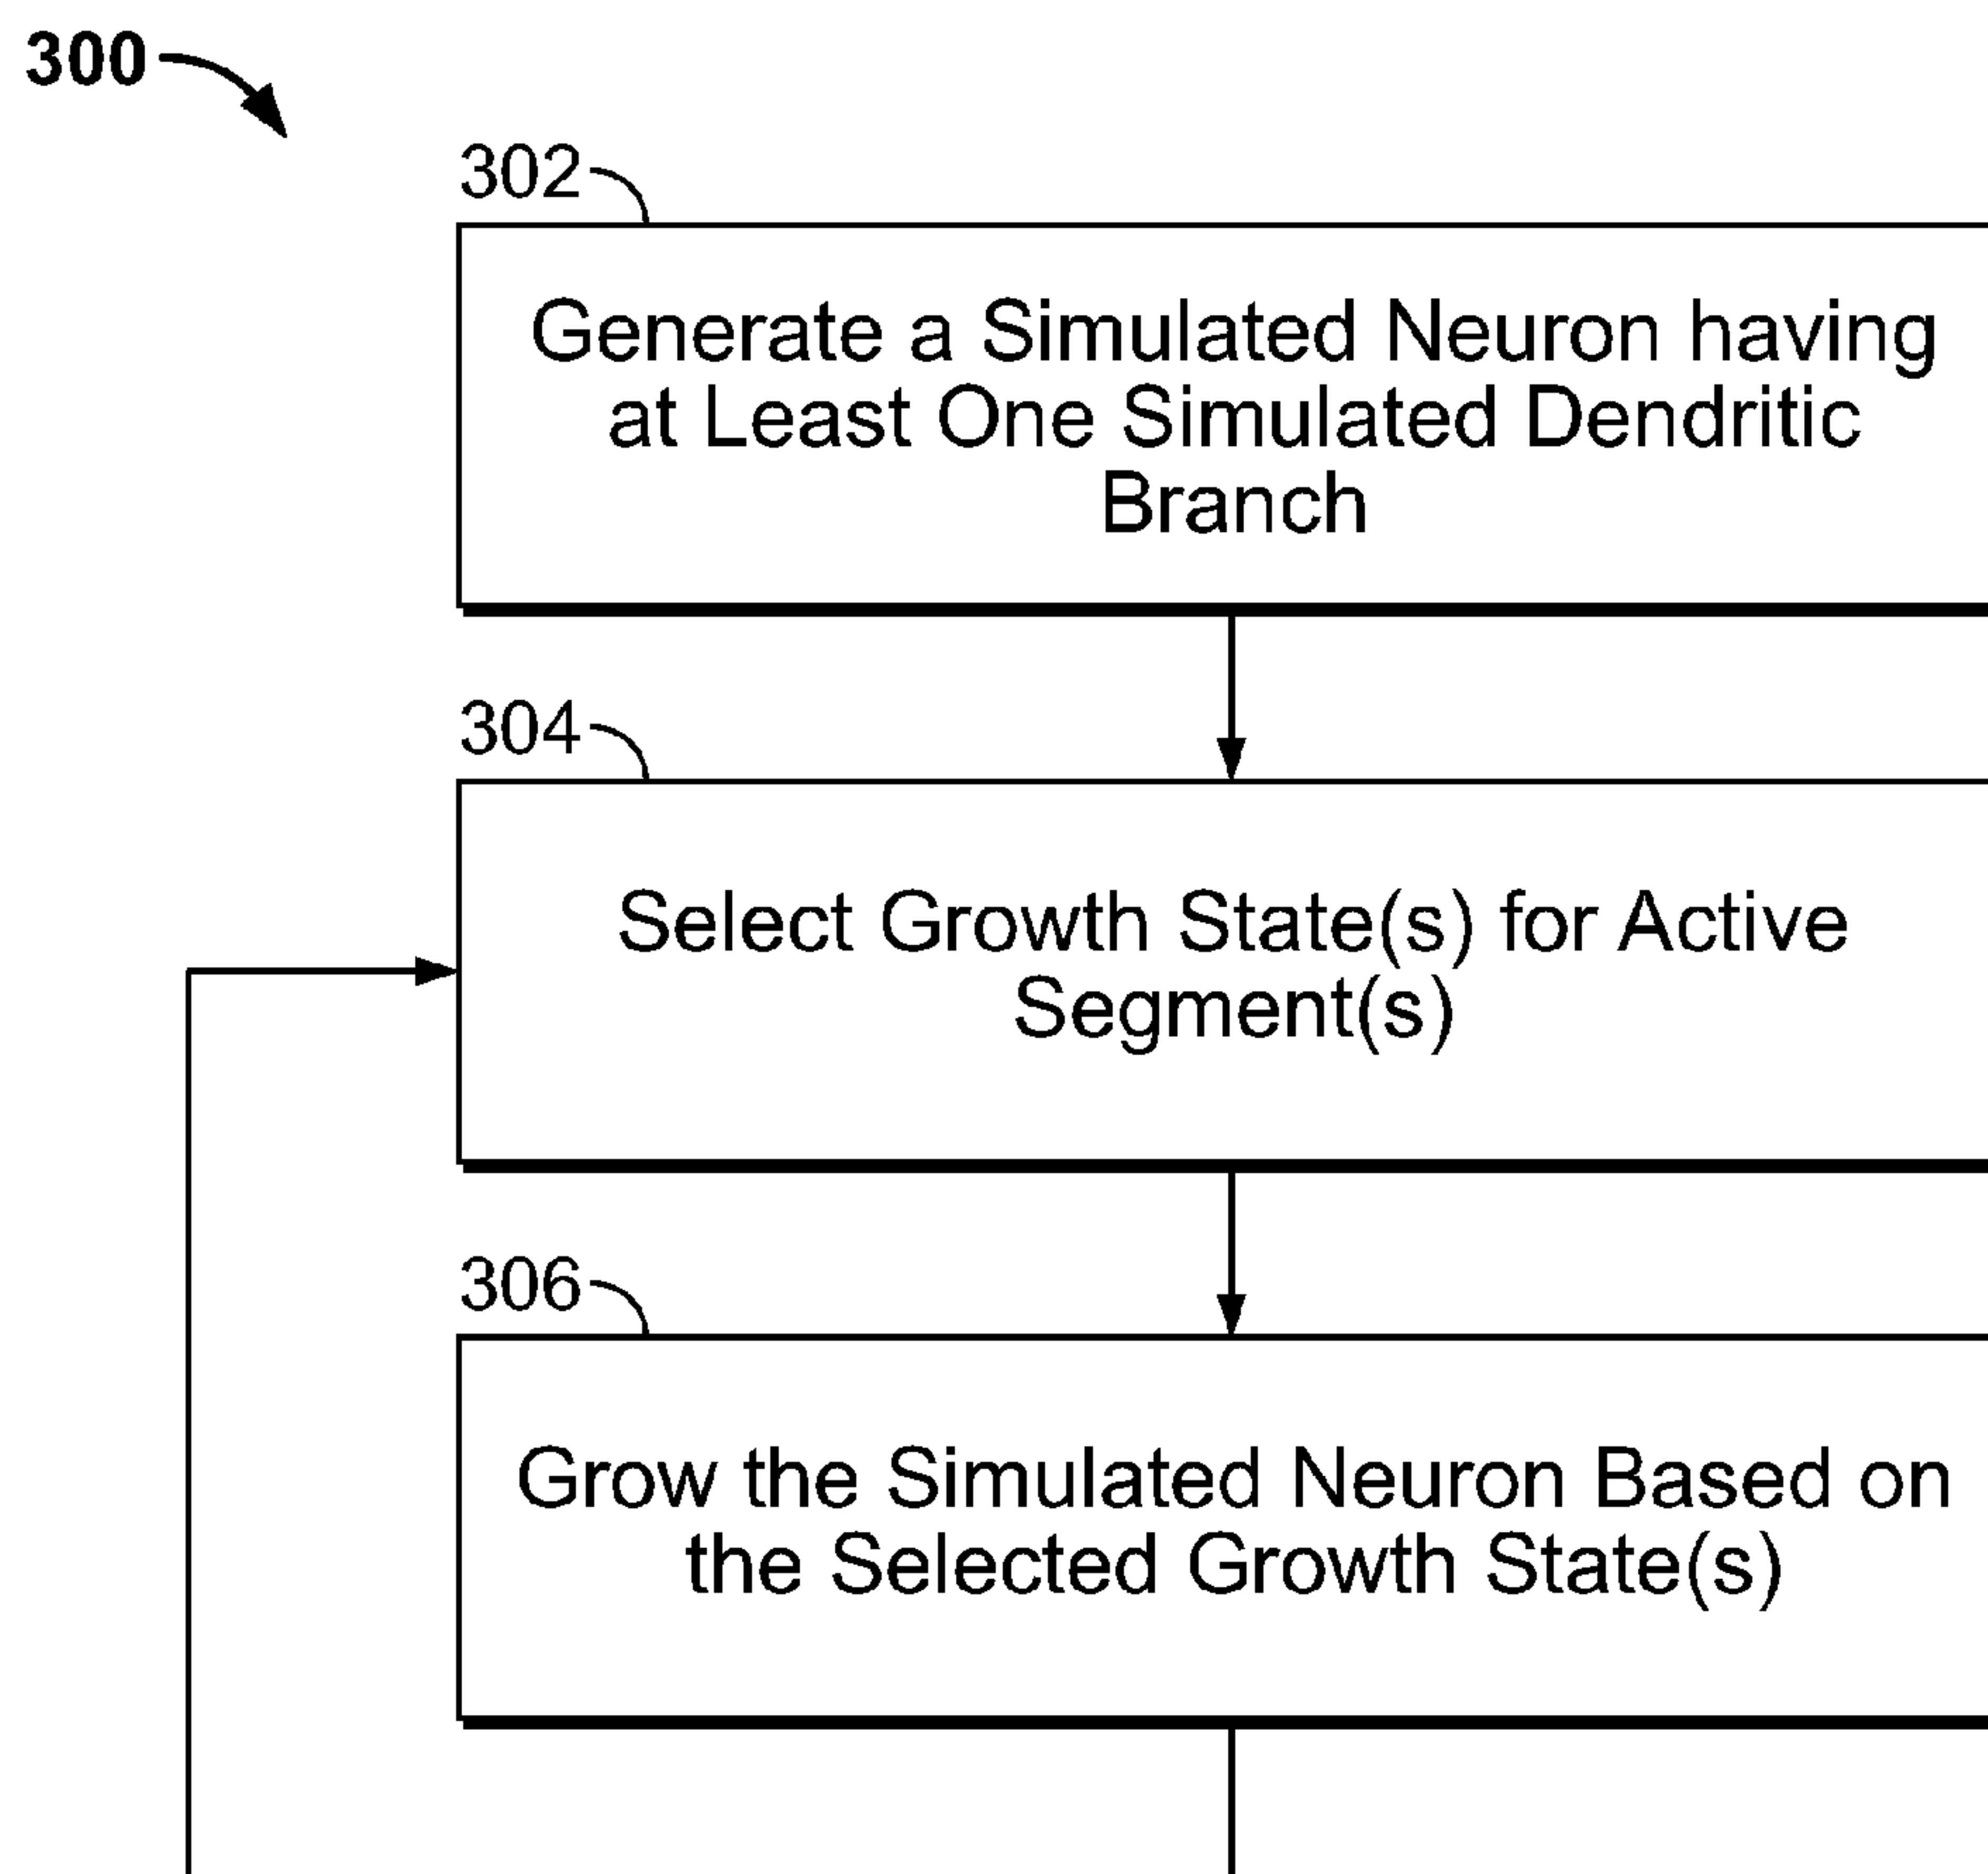 300
302
Generate a Simulated Neuron having
at Least One Simulated Dendritic
Branch
304
Select Growth State(s) for Active
Segment(s)
306
Grow the Simulated Neuron Based on
the Selected Growth State(s)